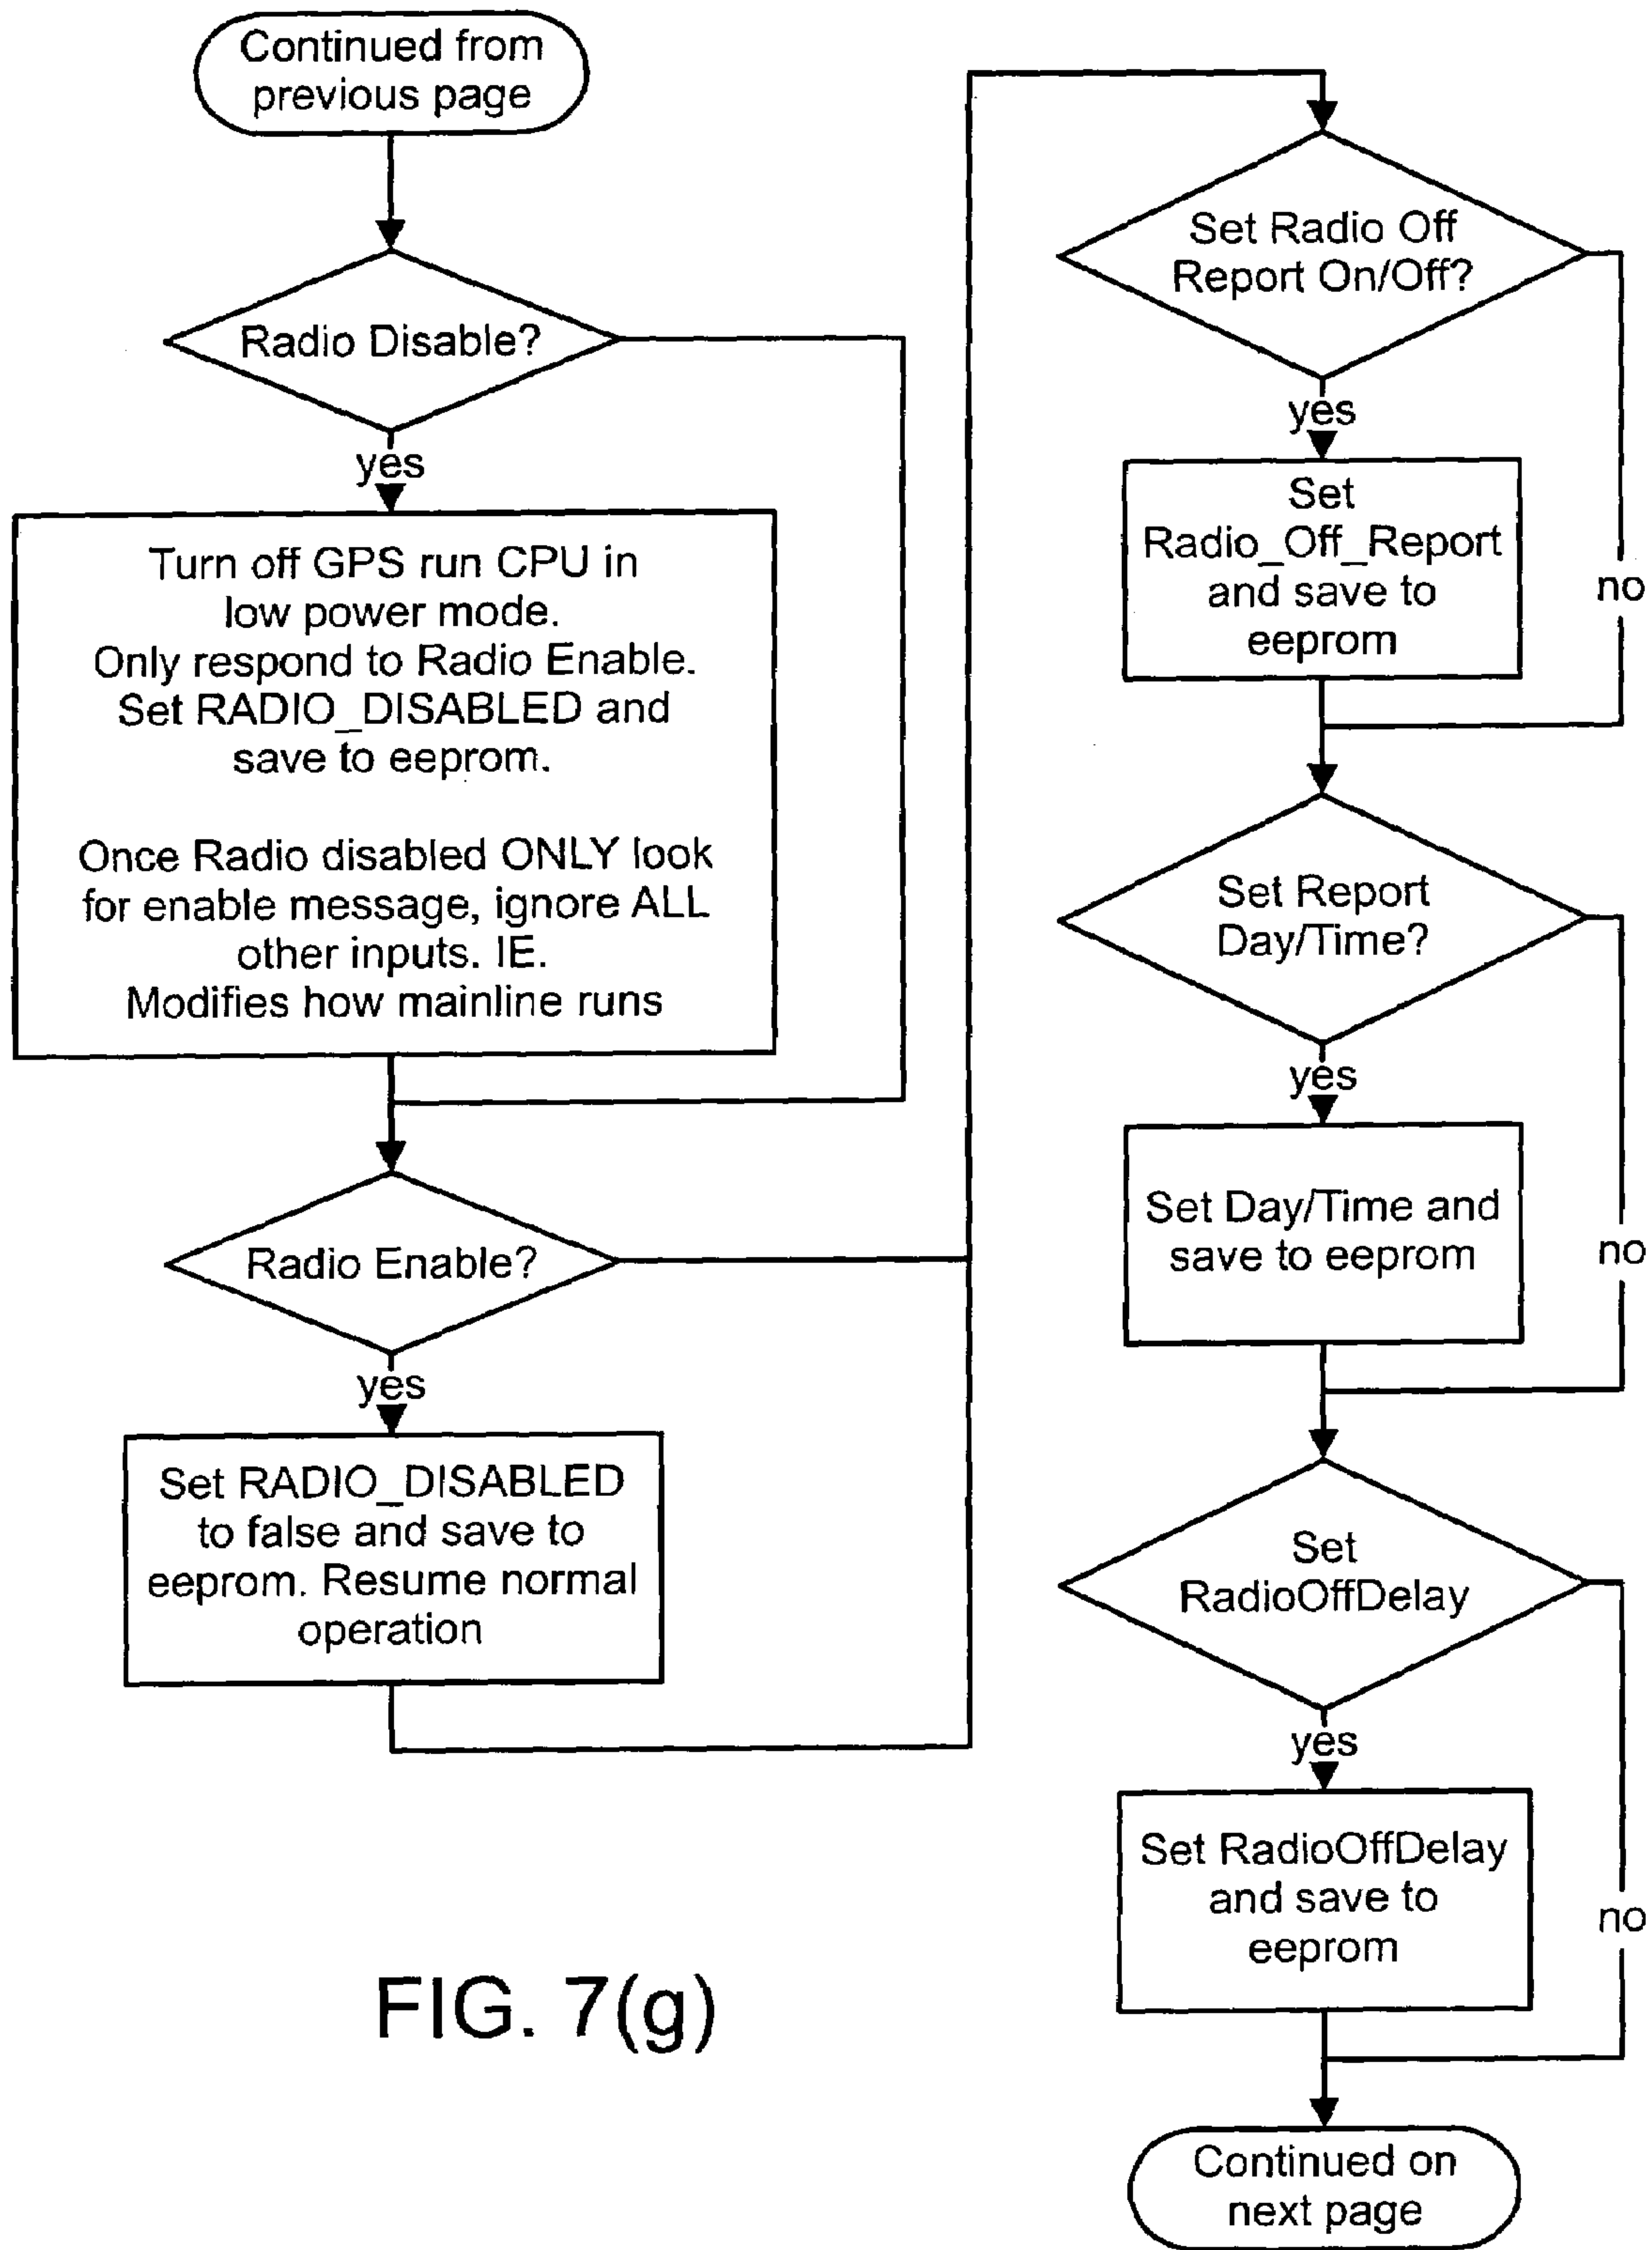 Continued from
previous page
Radio Disable?
yes
Turn off GPS run CPU in
low power mode.
Only respond to Radio Enable.
Set RADIO_DISABLED and
save to eeprom.
Once Radio disabled ONLY look
for enable message, ignore ALL
other inputs. IE.
Modifies how mainline runs
Radio Enable?
yes
Set RADIO_DISABLED
to false and save to
eeprom. Resume normal
operation
Set Radio Off
Report On/Off?
yes
Set
Radio_Off_Report
and save to
eeprom
no
Set Report
Day/Time?
yes
Set Day/Time and
save to eeprom
no
Set
RadioOffDelay
yes
Set RadioOffDelay
and save to
eeprom
no
Continued on
next page
FIG. 7(g)